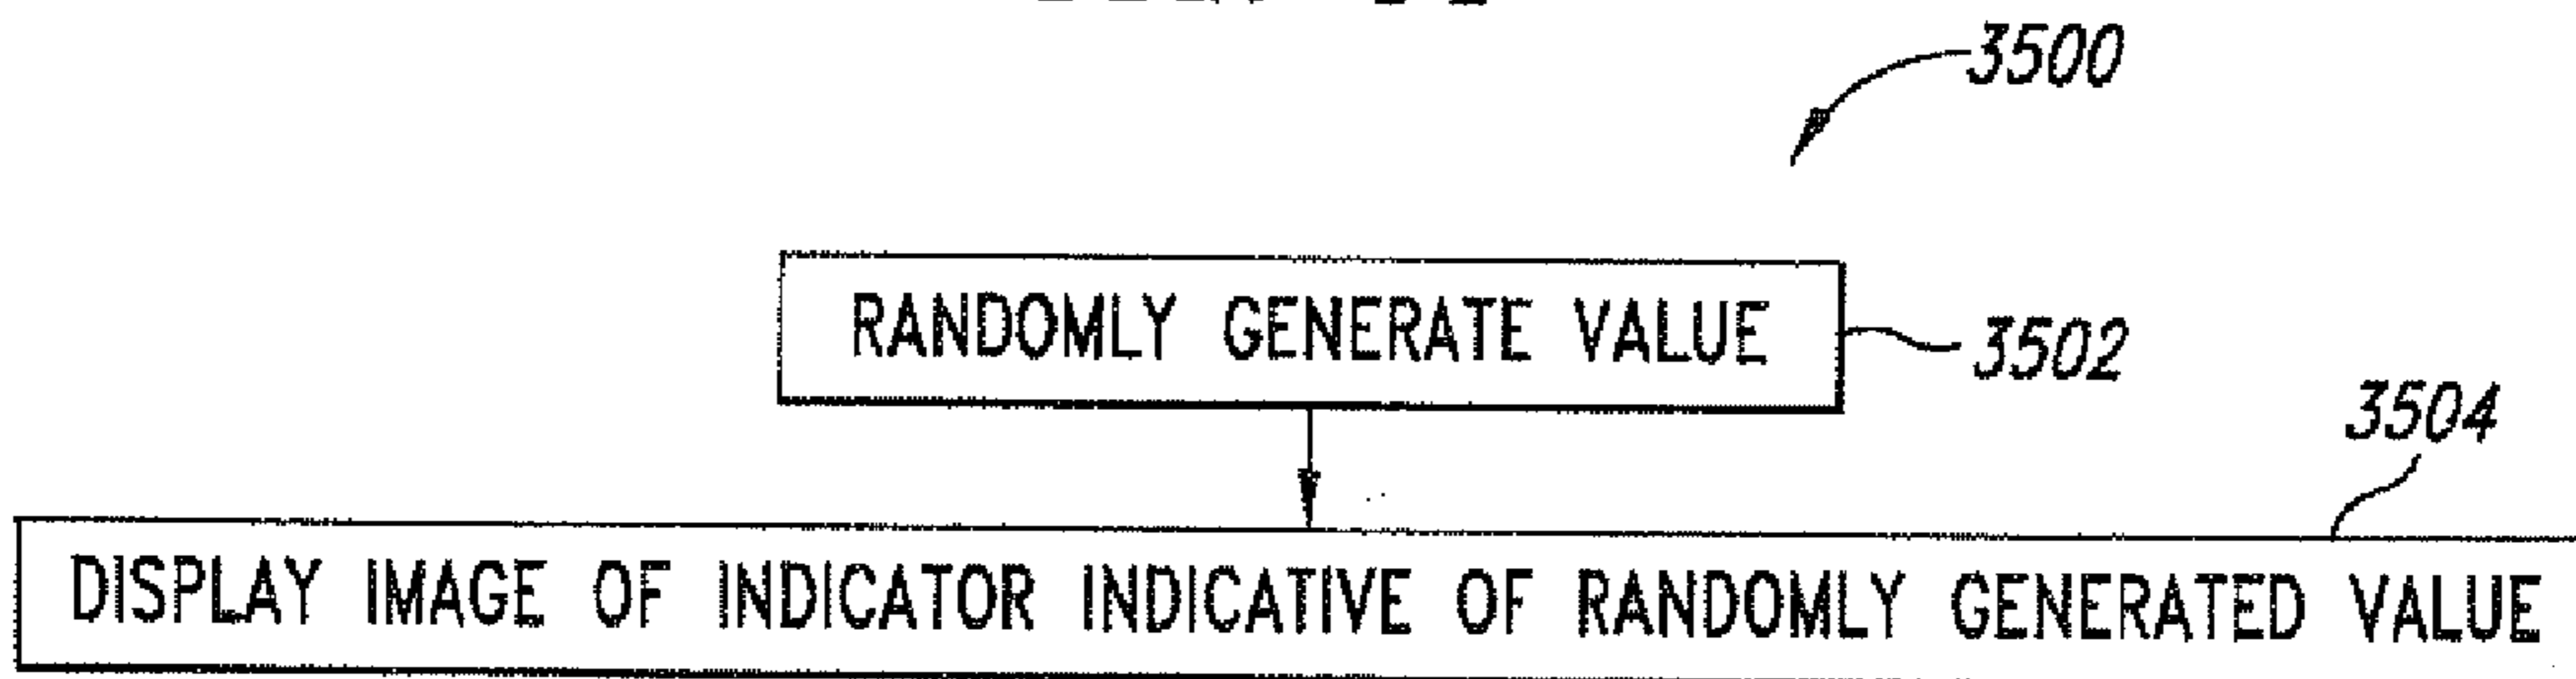 3500
RANDOMLY GENERATE VALUE
3502
3504
DISPLAY IMAGE OF INDICATOR INDICATIVE OF RANDOMLY GENERATED VALUE